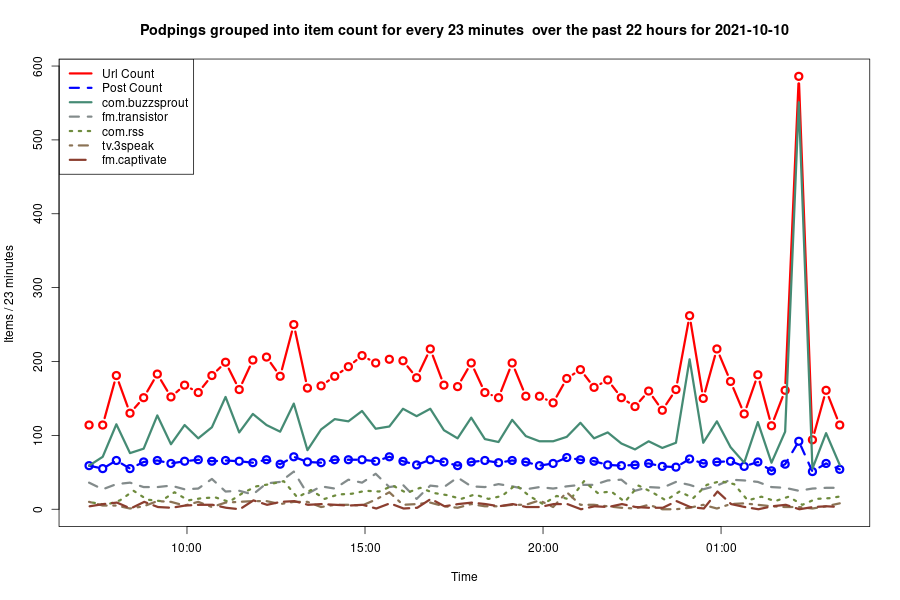 Podpings grouped into item count for every 23 minutes  over the past 22 hours for 2021-10-10
Url Count
Post Count
com.buzzsprout
fm.transistor
com.rss
tv.3speak
fm.captivate
600
500
400
300
200
100
0
Items / 23 minutes
10:00
15:00
20:00
01:00
Time